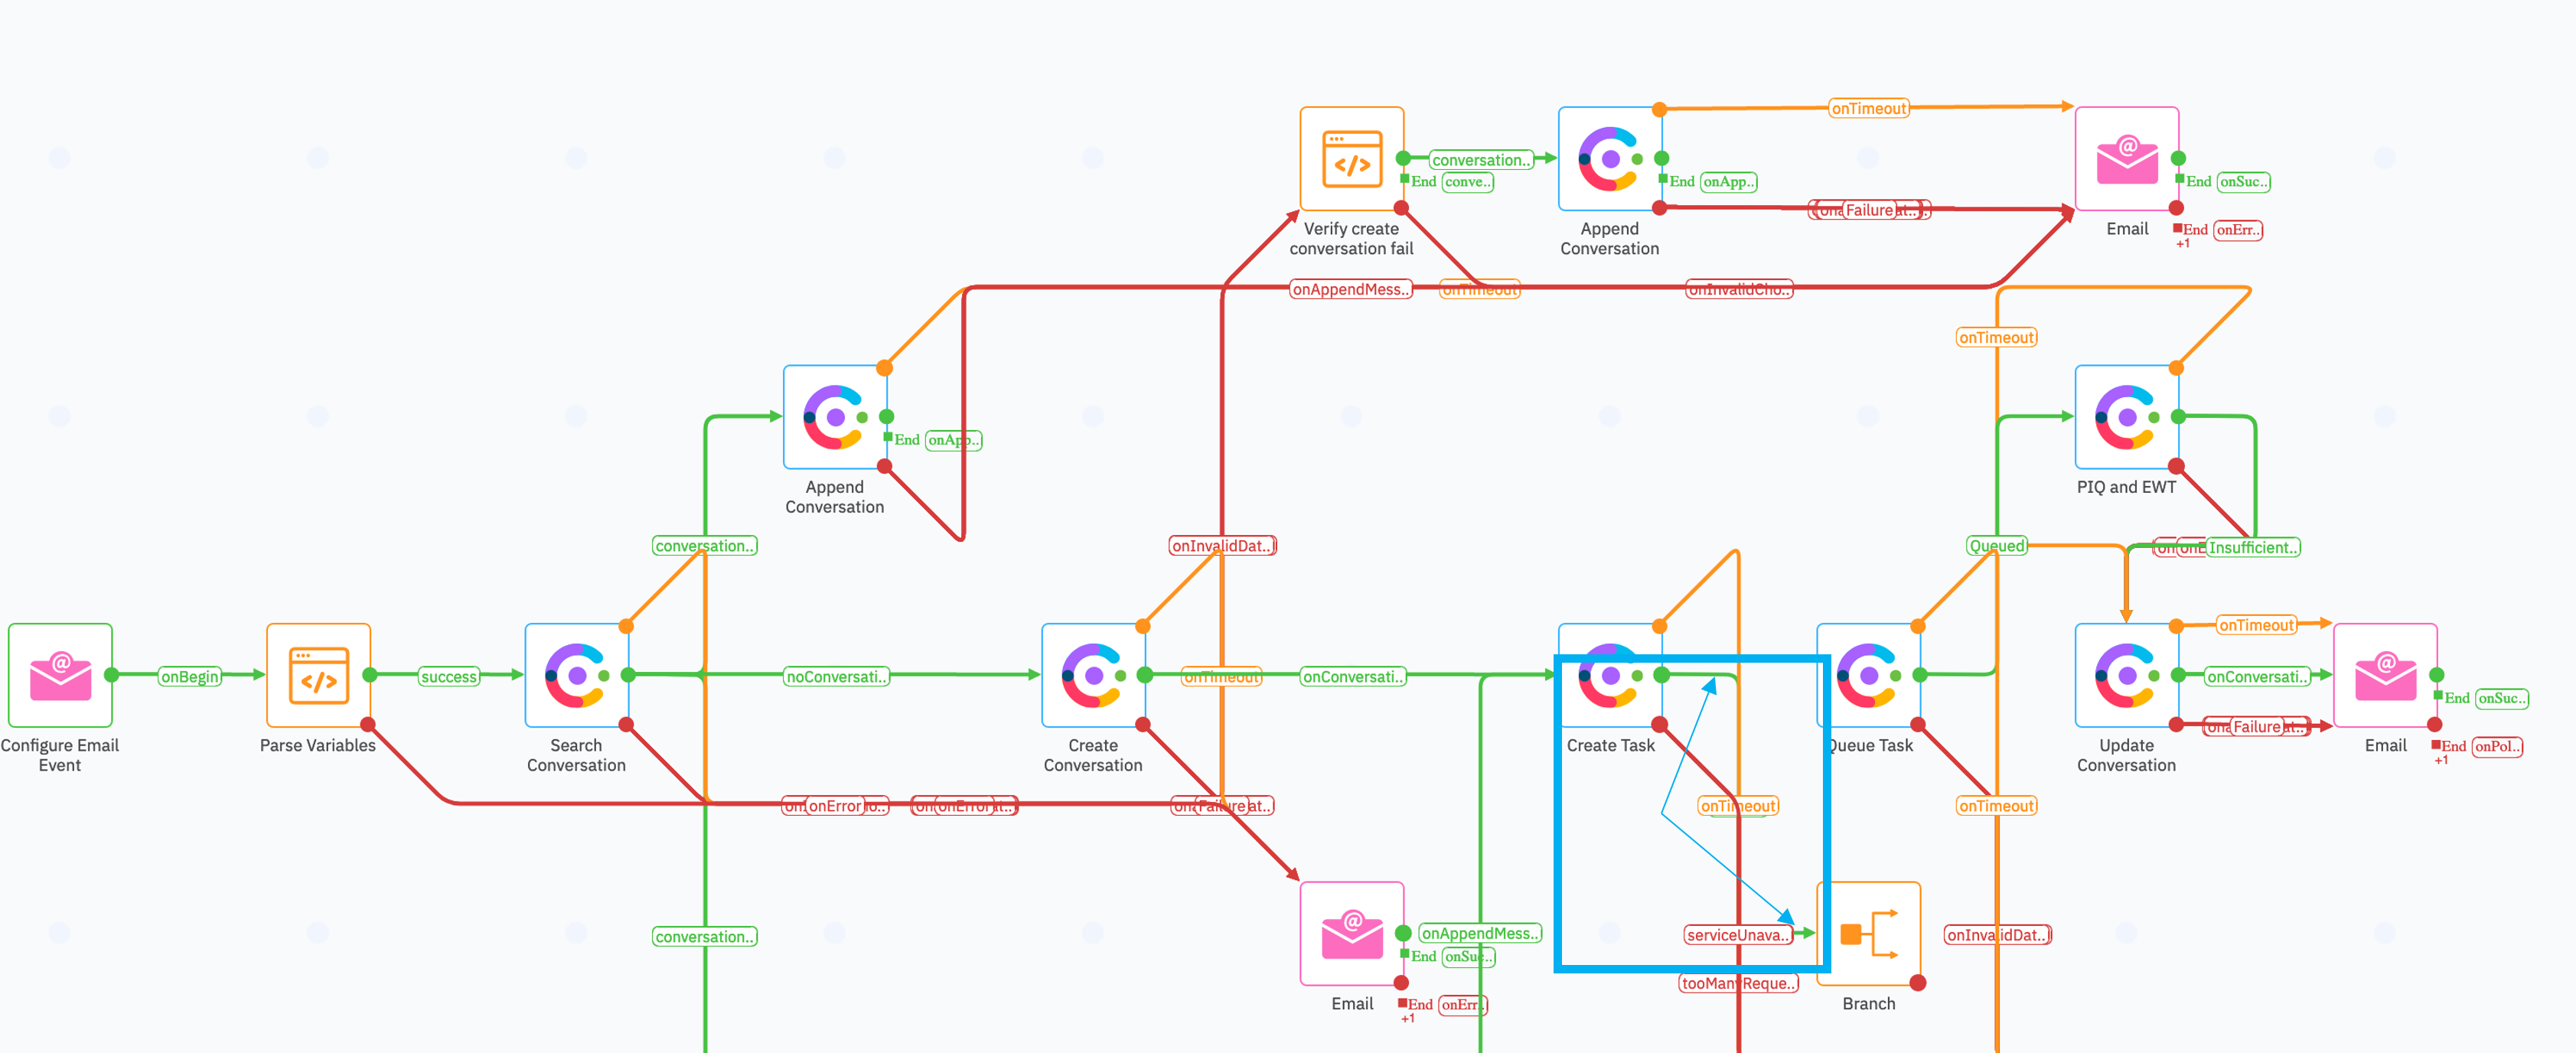 onTimeout
@
@
conversation..
End conve..
End onApp..
End onSuc..
Failure
Verify create
conversation fail
Append
Conversation
Email
End onErr..
+1
onAppendMess..
onTimeout
onInvalidCho..
onTimeout
End onApp..
Append
Conversation
PIQ and EWT
conversation..
onInvalidDat..
Queued
Insufficient..
onTimeout
@
@
onBegin
success
noConversati..
onTimeout
onConversati..
onConversati..
End onSuc..
Failure
Configure Email
Event
Parse Variables
Search
Conversation
Create
Conversation
Create Task
Queue Task
Update
Conversation
Email
End onPol..
+1
onError
onError
Failure
onTimeout
onTimeout
@
conversation..
onAppendMess..
End onSuc..
serviceUnava..
onInvalidDat..
tooManyReque..
Email
End onErr..
+1
Branch